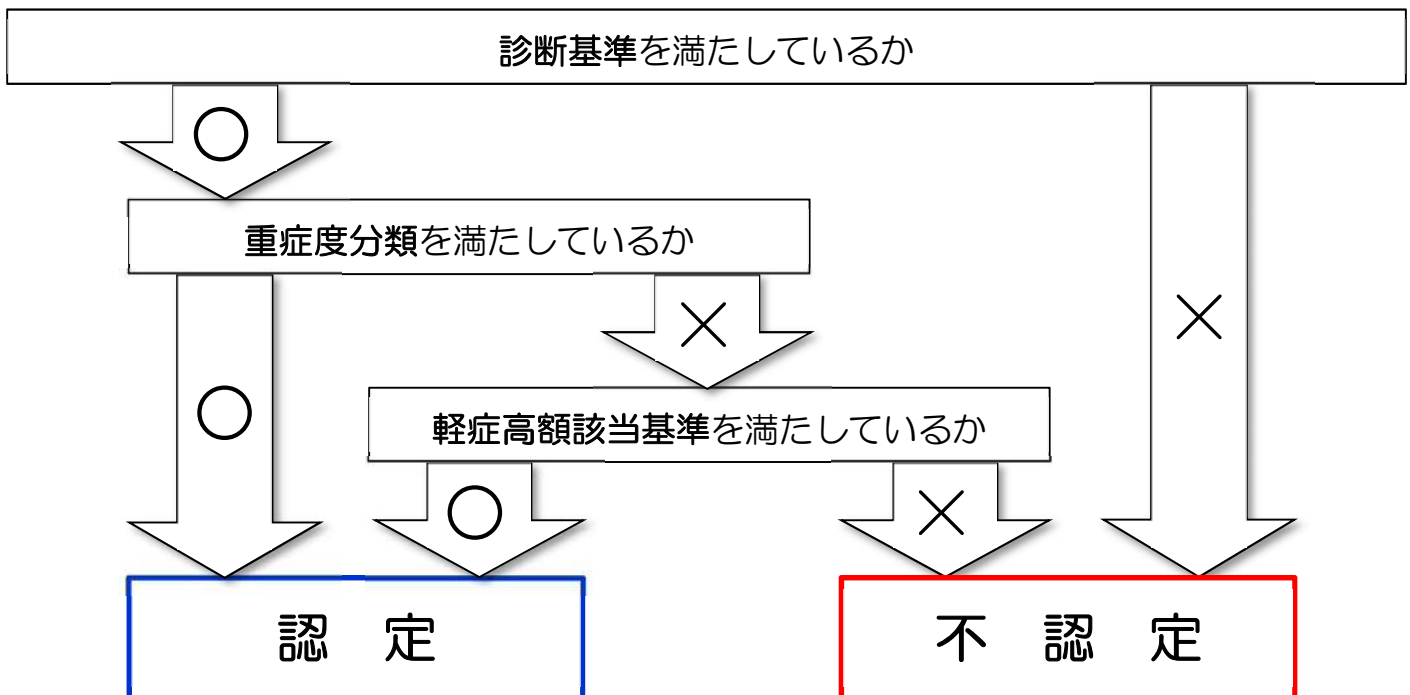 診断基準を満たしているか
○
重症度分類を満たしているか
×
×
○
軽症高額該当基準を満たしているか
○
×
認 定
不 認 定